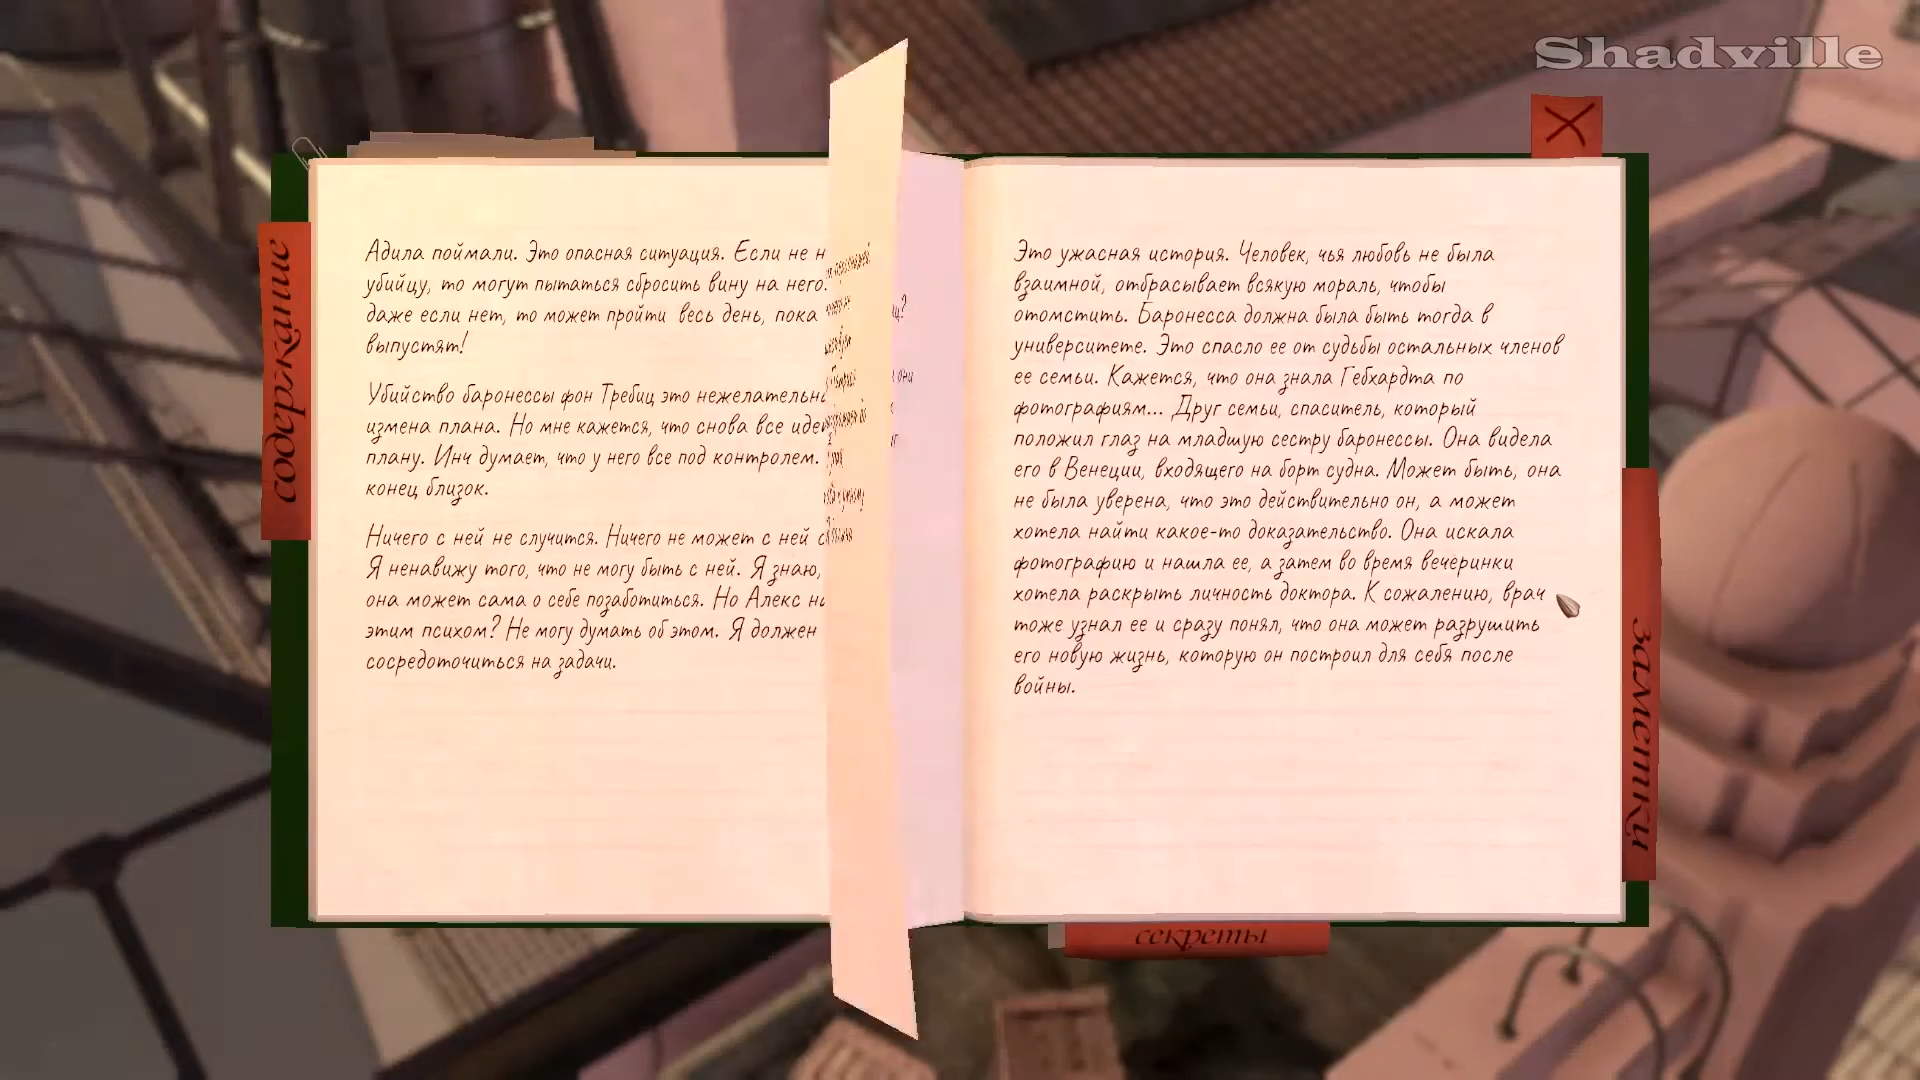 Shadville
содержание
Адила поймали. Это опасная ситуация. Если не
убийцу, то могут пытаться сбросить вину на него.
даже если нет, то может пройти весь день, пока
выпустят!
Убийство баронессы фон Требиц это
измена плана. Но мне кажется, что снова все
плану. Инч думает, что у него все под контролем.
конец близок.
Ничего с ней не случится. Ничего не может с ней
Я ненавижу того, что не могу быть с ней. Я знаю,
она может сама о себе позаботиться. Но Алекс
этим психом? Не могу думать об этом. Я должен
сосредоточиться на задачи.
они
Это ужасная история. Человек, чья любовь не была
взаимной, отбрасывает всякую мораль, чтобы
отомстить. Баронесса должна была быть тогда в
университете. Это спасло ее от судьбы остальных членов
ее семьи. Кажется, что она знала Гебхардта по
фотографиям... Друг семьи, спаситель, который
положил глаз на младшую сестру баронессы. Она видела
его в Венеции, входящего на борт судна. Может быть, она
не была уверена, что это действительно он, а может
хотела найти какое-то доказательство. Она искала
фотографию и нашла ее, а затем во время вечеринки
хотела раскрыть личность доктора. К сожалению, врач
тоже узнал ее и сразу понял, что она может разрушить
его новую жизнь, которую он построил для себя после
войны.
заметки
секреты